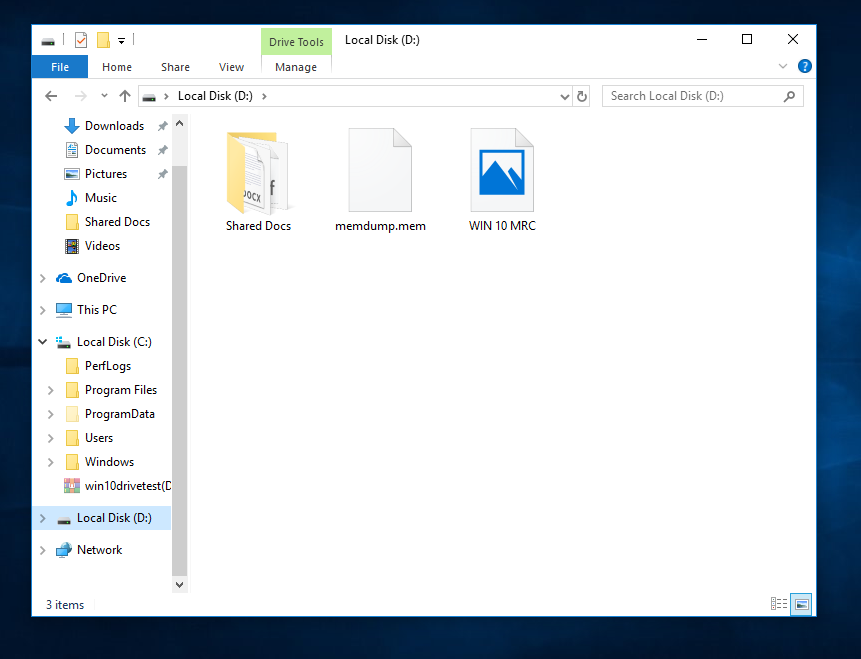 Drive Tools
Local Disk (D:)
File
Home
Share
View
Manage
?
Local Disk (D:)
Search Local Disk (D:)
Downloads
Documents
Pictures
Music
Shared Docs
Videos
OneDrive
This PC
Local Disk (C:)
PerfLogs
Program Files
ProgramData
Users
Windows
win10drivetest(D
Local Disk (D:)
Network
DOCX
f
Shared Docs
memdump.mem
WIN 10 MRC
3 items